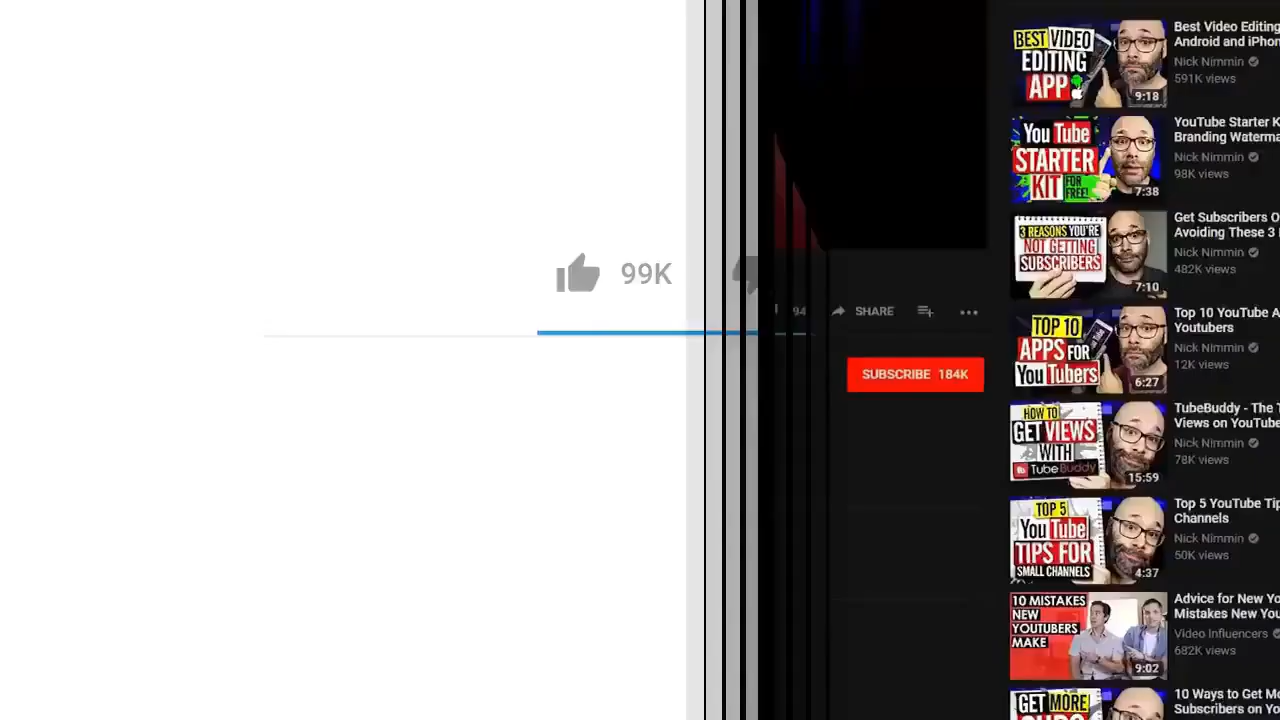 99K
94
SHARE
SUBSCRIBE 184K
BEST VIDEO
EDITING
APP
9:18
Best Video Editing
Android and iPhon
Nick Nimmin
591K views
You Tube
STARTER
KIT FOR
FREE!
7:38
YouTube Starter K
Branding Waterma
Nick Nimmin
98K views
3 REASONS YOU'RE
NOT GETTING
SUBSCRIBERS
7:10
Get Subscribers O
Avoiding These 3
Nick Nimmin
482K views
TOP 10
APPS FOR
You Tubers
6:27
Top 10 YouTube A
Youtubers
Nick Nimmin
12K views
HOW TO
GET VIEWS
WITH
TubeBuddy
15:59
TubeBuddy - The T
Views on YouTube
Nick Nimmin
78K views
TOP 5
You Tube
TIPS FOR
SMALL CHANNELS
4:37
Top 5 YouTube Tip
Channels
Nick Nimmin
50K views
10 MISTAKES
NEW
YOUTUBERS
MAKE
9:02
Advice for New Yo
Mistakes New You
Video Influencers
682K views
GET MORE
10 Ways to Get Mo
Subscribers on Yo